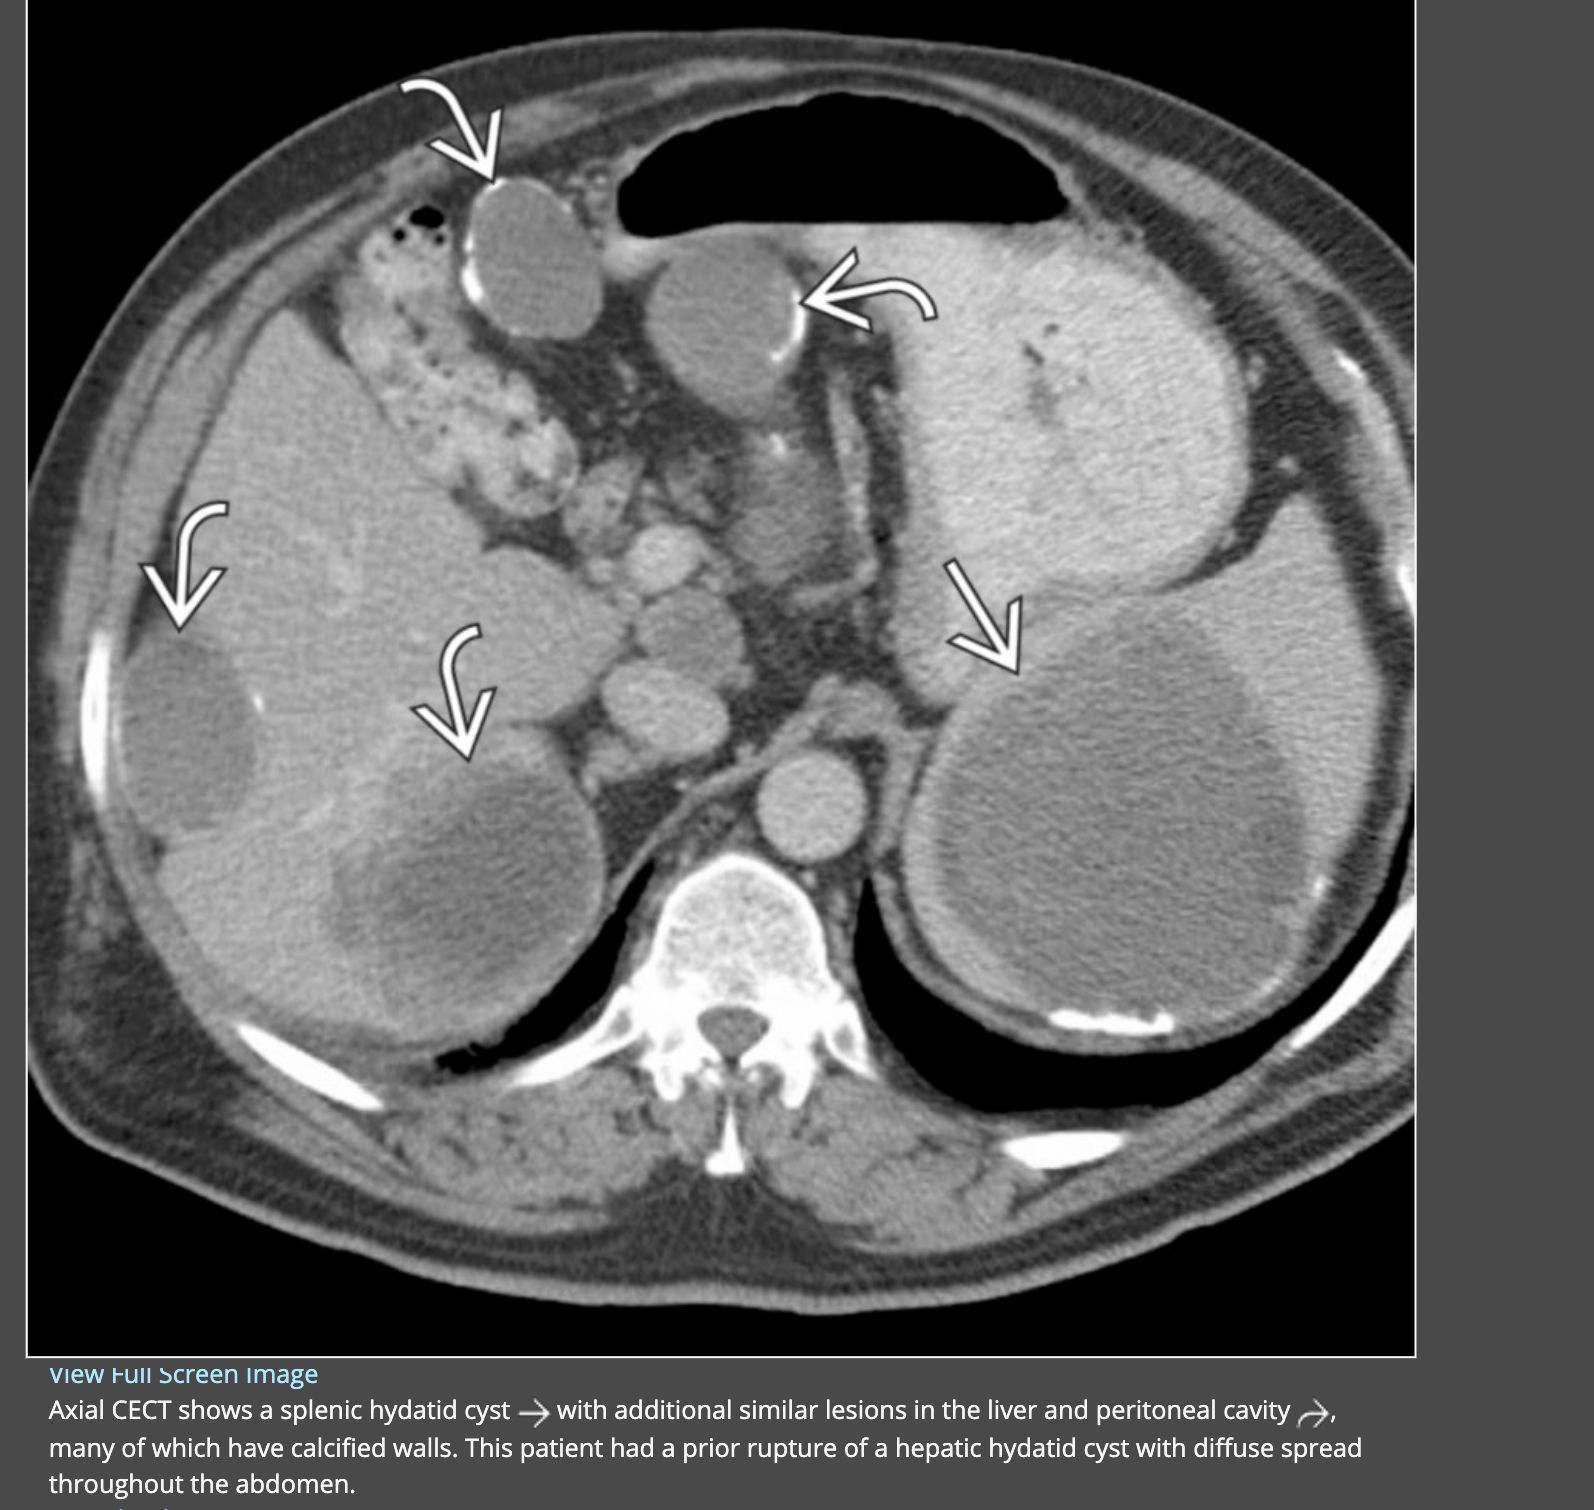 View Full Screen Image
Axial CECT shows a splenic hydatid cyst → with additional similar lesions in the liver and peritoneal cavity ↷,
many of which have calcified walls. This patient had a prior rupture of a hepatic hydatid cyst with diffuse spread
throughout the abdomen.